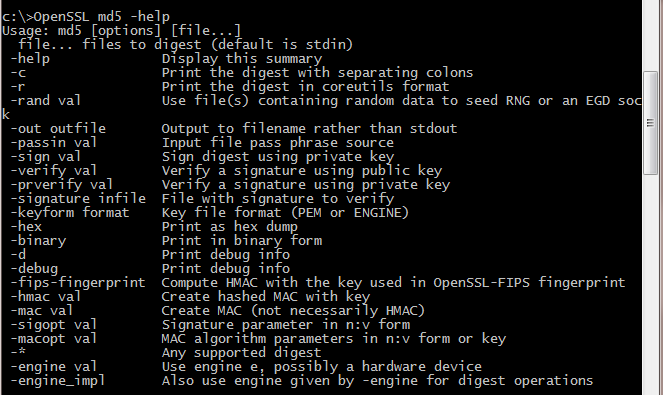 c:\>OpenSSL md5 -help
Usage: md5 [options] [file...]
  file... files to digest (default is stdin)
 -help              Display this summary
 -c                 Print the digest with separating colons
 -r                 Print the digest in coreutils format
 -rand val          Use file(s) containing random data to seed RNG or an EGD soc
k
 -out outfile       Output to filename rather than stdout
 -passin val        Input file pass phrase source
 -sign val          Sign digest using private key
 -verify val        Verify a signature using public key
 -prverify val      Verify a signature using private key
 -signature infile  File with signature to verify
 -keyform format    Key file format (PEM or ENGINE)
 -hex               Print as hex dump
 -binary            Print in binary form
 -d                 Print debug info
 -debug             Print debug info
 -fips-fingerprint  Compute HMAC with the key used in OpenSSL-FIPS fingerprint
 -hmac val          Create hashed MAC with key
 -mac val           Create MAC (not necessarily HMAC)
 -sigopt val        Signature parameter in n:v form
 -macopt val        MAC algorithm parameters in n:v form or key
 -*                 Any supported digest
 -engine val        Use engine e, possibly a hardware device
 -engine_impl       Also use engine given by -engine for digest operations